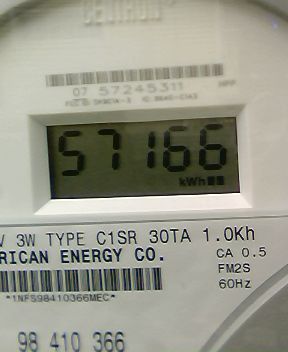 CENTRON
07 57245311
57166
kWh
V 3W TYPE C1SR 30TA 1.0Kh
RICAN ENERGY CO.
CA 0.5
FM2S
60Hz
*1NFS98410366MEC*
98 410 366